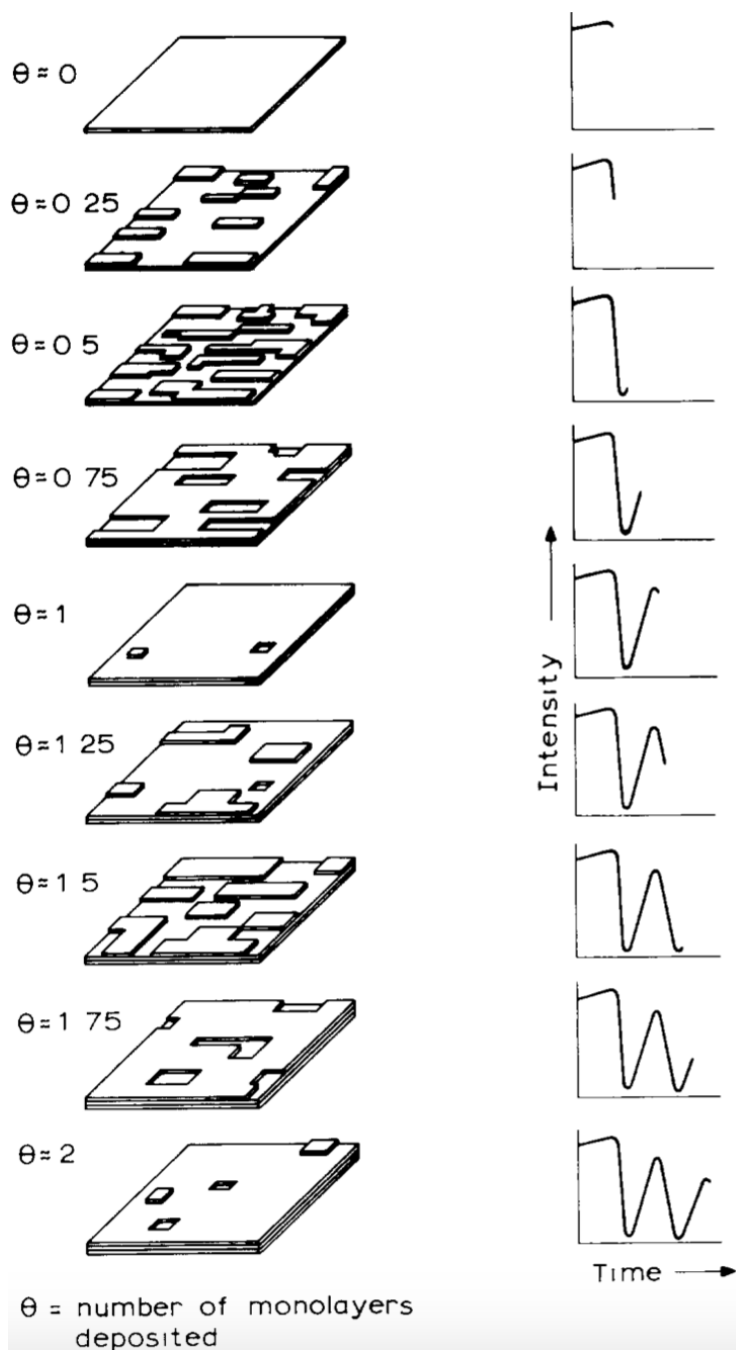 θ ≈ 0
θ ≈ 0 25
θ ≈ 0 5
θ ≈ 0 75
θ ≈ 1
θ ≈ 1 25
θ ≈ 1 5
θ ≈ 1 75
θ ≈ 2
Intensity
Time
θ = number of monolayers
deposited